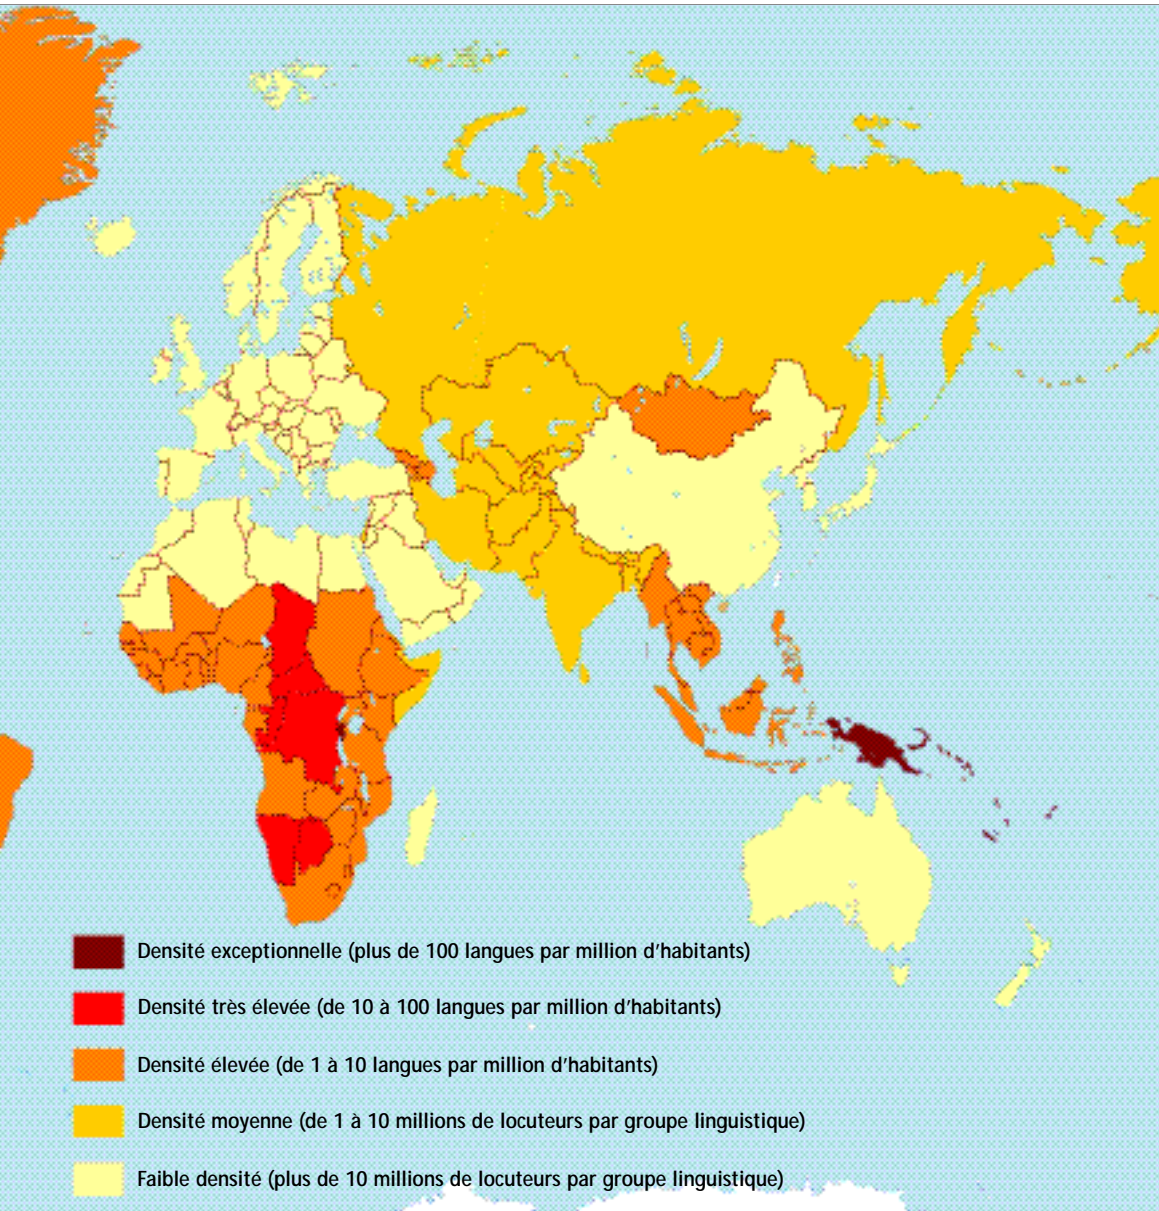 Densité exceptionnelle (plus de 100 langues par million d’habitants)
Densité très élevée (de 10 à 100 langues par million d’habitants)
Densité élevée (de 1 à 10 langues par million d’habitants)
Densité moyenne (de 1 à 10 millions de locuteurs par groupe linguistique)
Faible densité (plus de 10 millions de locuteurs par groupe linguistique)